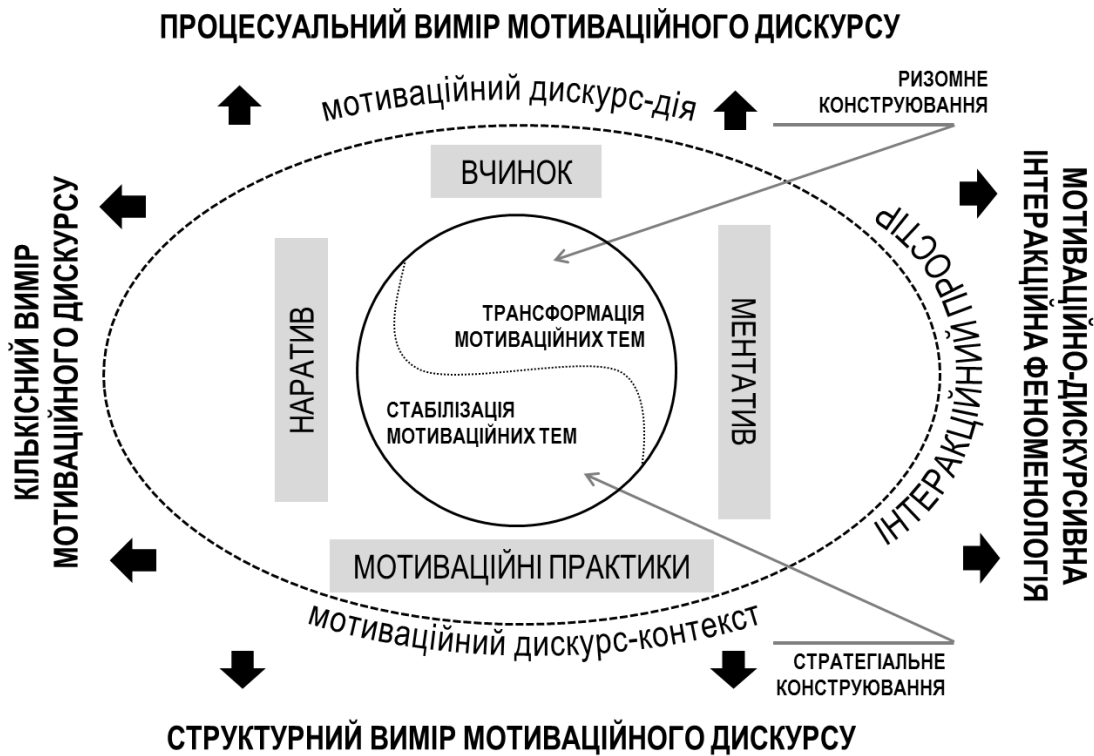 ПРОЦЕСУАЛЬНИЙ ВИМІР МОТИВАЦІЙНОГО ДИСКУРСУ
РИЗОМНЕ
КОНСТРУЮВАННЯ
мотиваційний дискурс-дія
ВЧИНОК
КІЛЬКІСНИЙ ВИМІР
МОТИВАЦІЙНОГО ДИСКУРСУ
НАРАТИВ
ТРАНСФОРМАЦІЯ
МОТИВАЦІЙНИХ ТЕМ
СТАБІЛІЗАЦІЯ
МОТИВАЦІЙНИХ ТЕМ
МЕНТАТИВ
ІНТЕРАКЦІЙНИЙ ПРОСТІР
МОТИВАЦІЙНО-ДИСКУРСИВНА
ІНТЕРАКЦІЙНА ФЕНОМЕНОЛОГІЯ
МОТИВАЦІЙНІ ПРАКТИКИ
мотиваційний дискурс-контекст
СТРАТЕГІАЛЬНЕ
КОНСТРУЮВАННЯ
СТРУКТУРНИЙ ВИМІР МОТИВАЦІЙНОГО ДИСКУРСУ